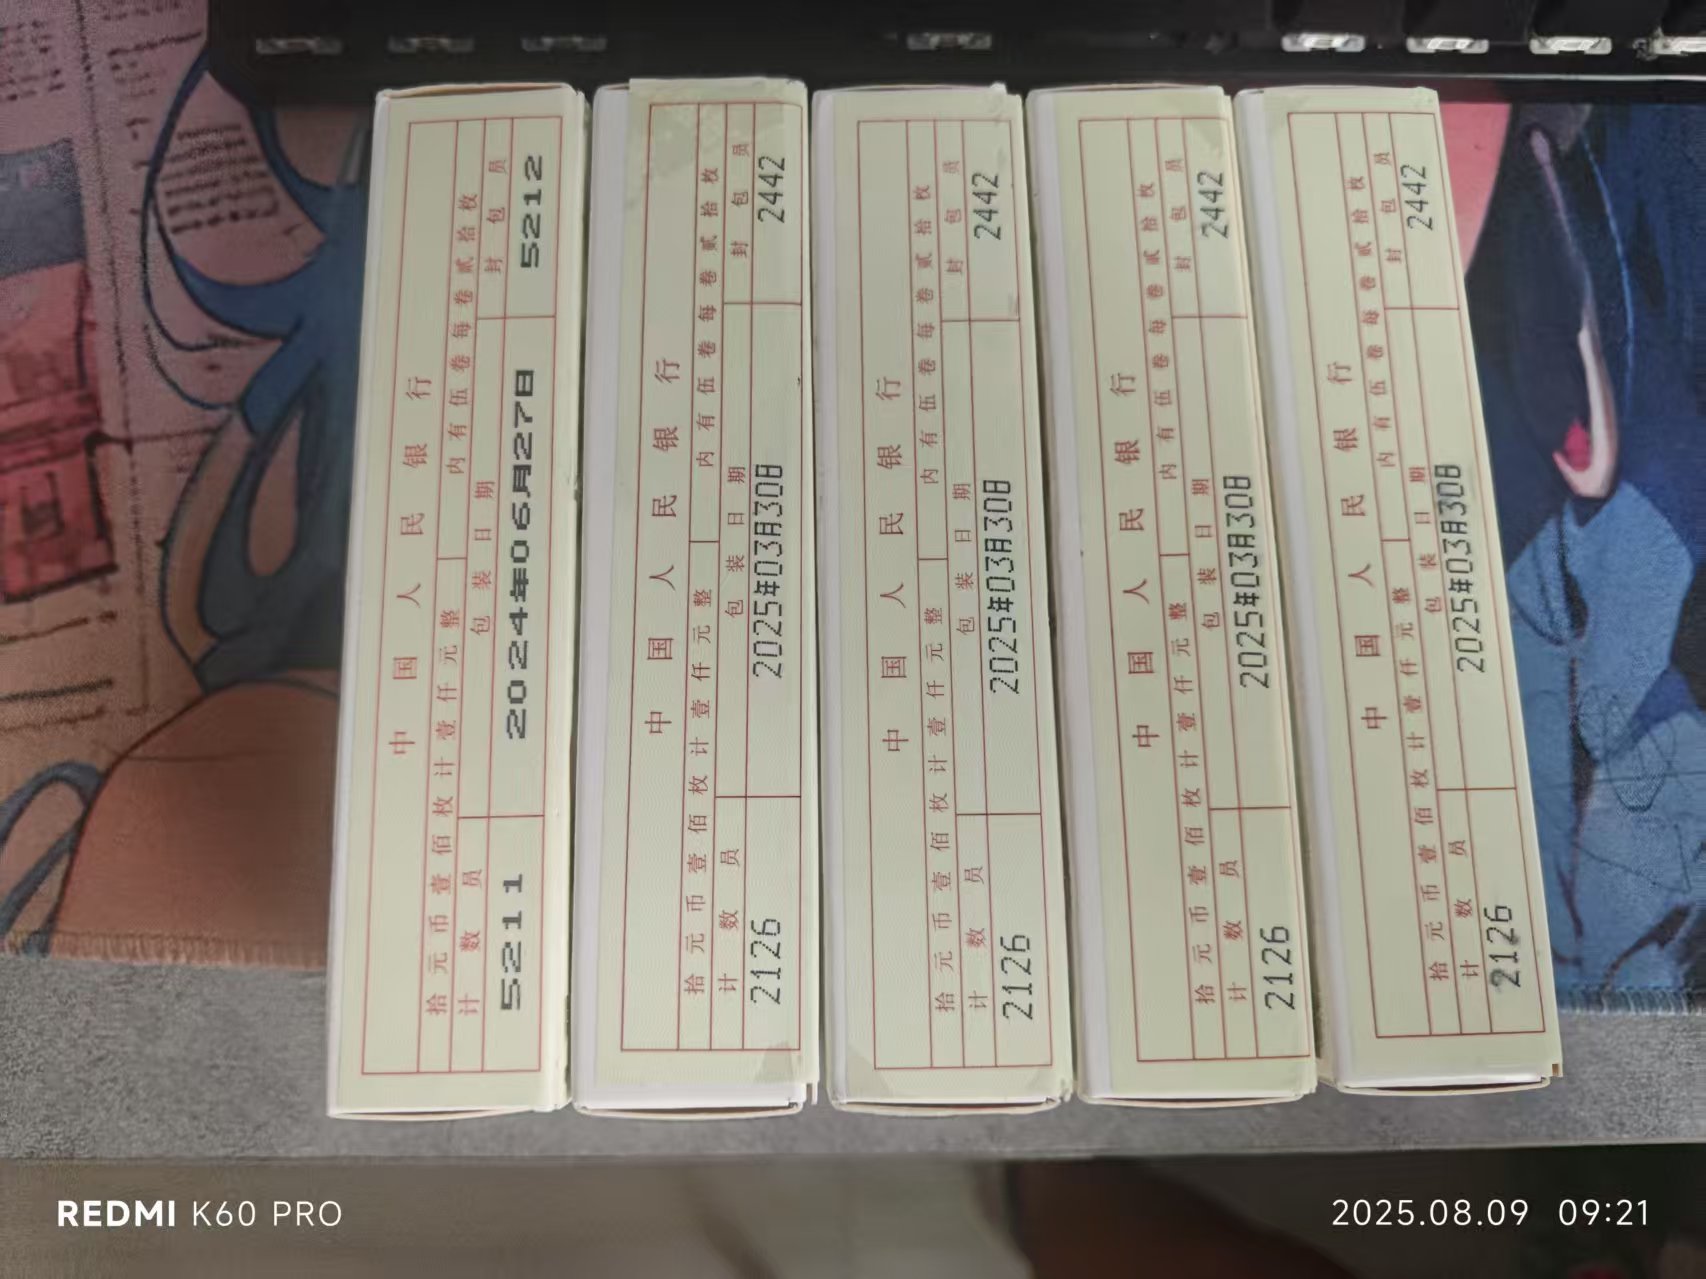 中国人民银行
拾元币壹佰枚计壹仟元整 内有伍卷每卷贰拾枚
计数员 包装日期 封包员
5211 2024年06月27日 5212
中国人民银行
拾元币壹佰枚计壹仟元整 内有伍卷每卷贰拾枚
计数员 包装日期 封包员
2126 2025年03月30日 2442
中国人民银行
拾元币壹佰枚计壹仟元整 内有伍卷每卷贰拾枚
计数员 包装日期 封包员
2126 2025年03月30日 2442
中国人民银行
拾元币壹佰枚计壹仟元整 内有伍卷每卷贰拾枚
计数员 包装日期 封包员
2126 2025年03月30日 2442
中国人民银行
拾元币壹佰枚计壹仟元整 内有伍卷每卷贰拾枚
计数员 包装日期 封包员
2126 2025年03月30日 2442
REDMI K60 PRO
2025.08.09 09:21